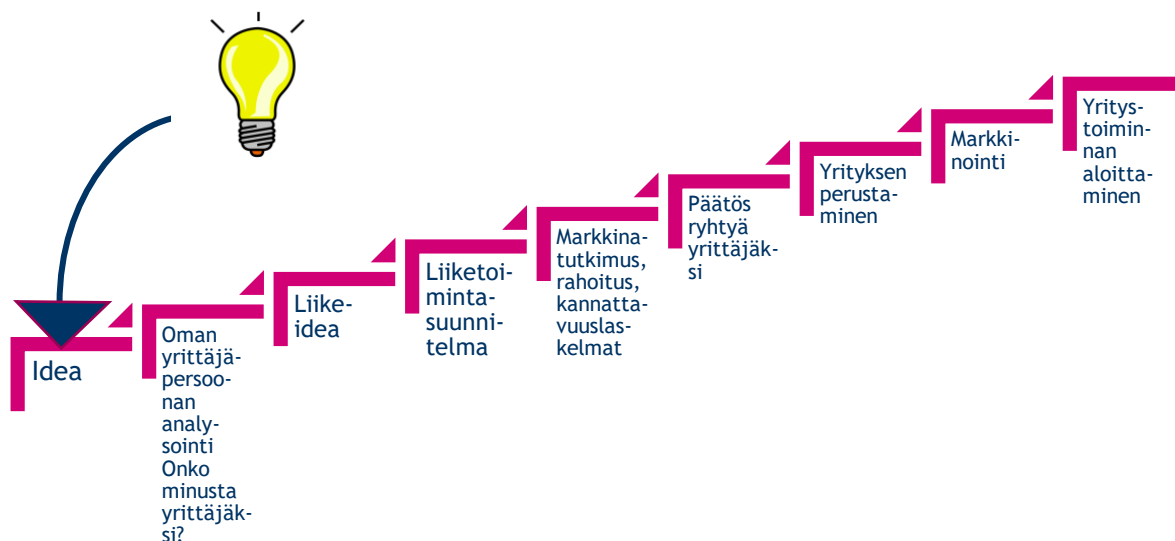 Idea
Oman
yrittäjä-
persoo-
nan
analy-
sointi
Onko
minusta
yrittäjäk-
si?
Liike-
idea
Liiketoi-
minta-
suunni-
telma
Markkina-
tutkimus,
rahoitus,
kannatta-
vuuslas-
kelmat
Päätös
ryhtyä
yrittäjäk-
si
Yrityksen
perusta-
minen
Markki-
nointi
Yritys-
toimin-
nan
aloitta-
minen